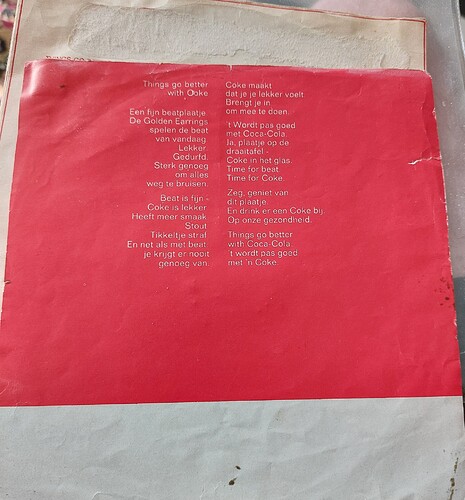 Things go better
with Coke
Een fijn beatplaatje.
De Golden Earrings
spelen de beat
van vandaag.
Lekker.
Gedurfd.
Sterk genoeg
om alles
weg te bruisen.
Beat is fijn -
Coke is lekker
Heeft meer smaak
Stout
Tikkeltje straf
En net als met beat
je krijgt er nooit
genoeg van.
Coke maakt
dat je je lekker voelt.
Brengt je in
om mee te doen.
't Wordt pas goed
met Coca-Cola.
Ja, plaatje op de
draaitafel -
Coke in het glas.
Time for beat
Time for Coke.
Zeg, geniet van
dit plaatje.
En drink er een Coke bij.
Op onze gezondheid.
Things go better
with Coca-Cola.
't wordt pas goed
met 'n Coke.